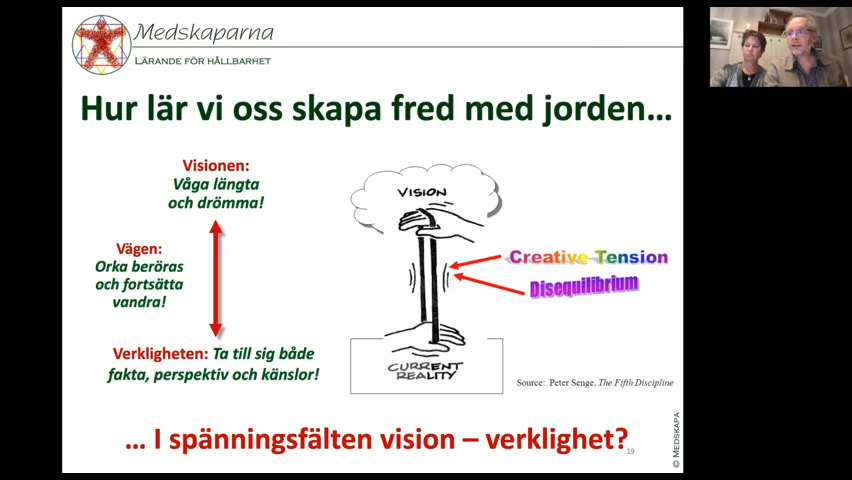 Medskaparna
LÄRANDE FÖR HÅLLBARHET
Hur lär vi oss skapa fred med jorden…
Visionen:
Våga längta
och drömma!
Vägen:
Orka beröras
och fortsätta
vandra!
Verkligheten: Ta till sig både
fakta, perspektiv och känslor!
VISION
Creative Tension
Disequilibrium
CURRENT
REALITY
Source: Peter Senge, The Fifth Discipline
… I spänningsfälten vision – verklighet?
19
© MEDSKAPA